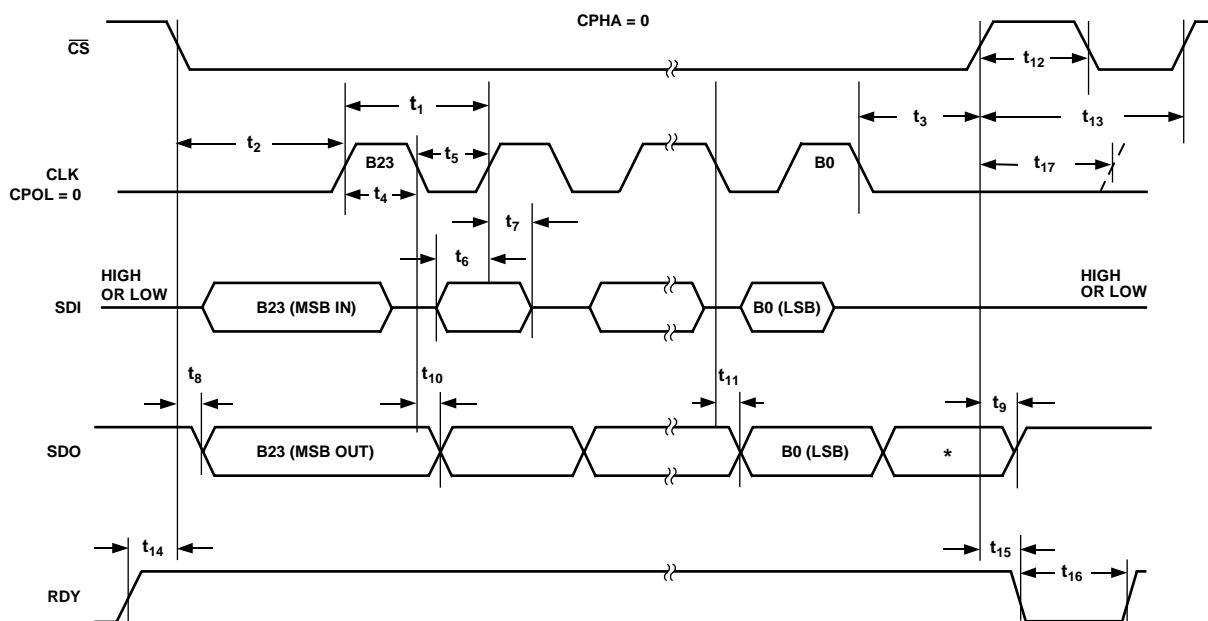 CPHA = 0
CS
t12
t1
t3
t13
t2
B23
t5
B0
CLK
CPOL = 0
t4
t17
t7
t6
HIGH
OR LOW
HIGH
OR LOW
SDI
B23 (MSB IN)
B0 (LSB)
t8
t10
t11
t9
SDO
B23 (MSB OUT)
B0 (LSB)
*
t14
t15
t16
RDY